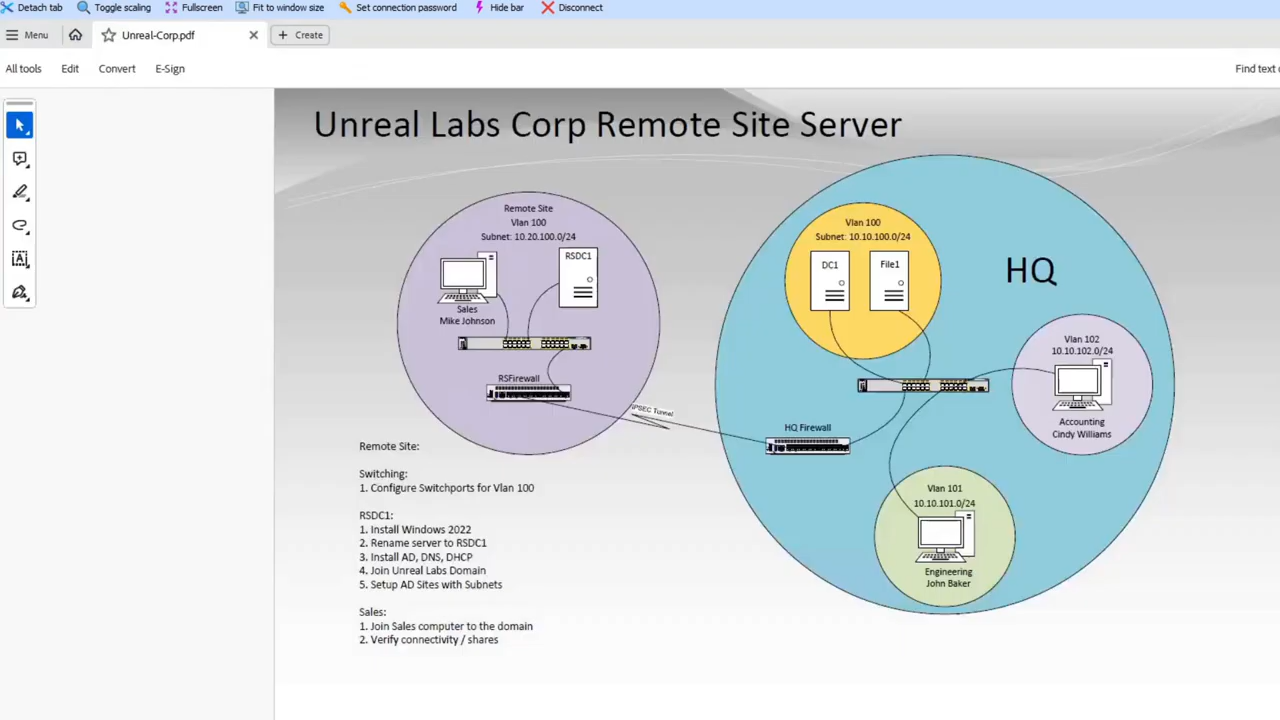 Detach tab
Toggle scaling
Fullscreen
Fit to window size
Set connection password
Hide bar
Disconnect
Menu
Unreal-Corp.pdf
Create
All tools
Edit
Convert
E-Sign
Find text
Unreal Labs Corp Remote Site Server
Remote Site
Vlan 100
Subnet: 10.20.100.0/24
RSDC1
Sales
Mike Johnson
RSFirewall
IPSEC Tunnel
HQ
Vlan 100
Subnet: 10.10.100.0/24
DC1
File1
Vlan 102
10.10.102.0/24
Accounting
Cindy Williams
HQ Firewall
Vlan 101
10.10.101.0/24
Engineering
John Baker
Remote Site:
Switching:
1. Configure Switchports for Vlan 100
RSDC1:
1. Install Windows 2022
2. Rename server to RSDC1
3. Install AD, DNS, DHCP
4. Join Unreal Labs Domain
5. Setup AD Sites with Subnets
Sales:
1. Join Sales computer to the domain
2. Verify connectivity / shares